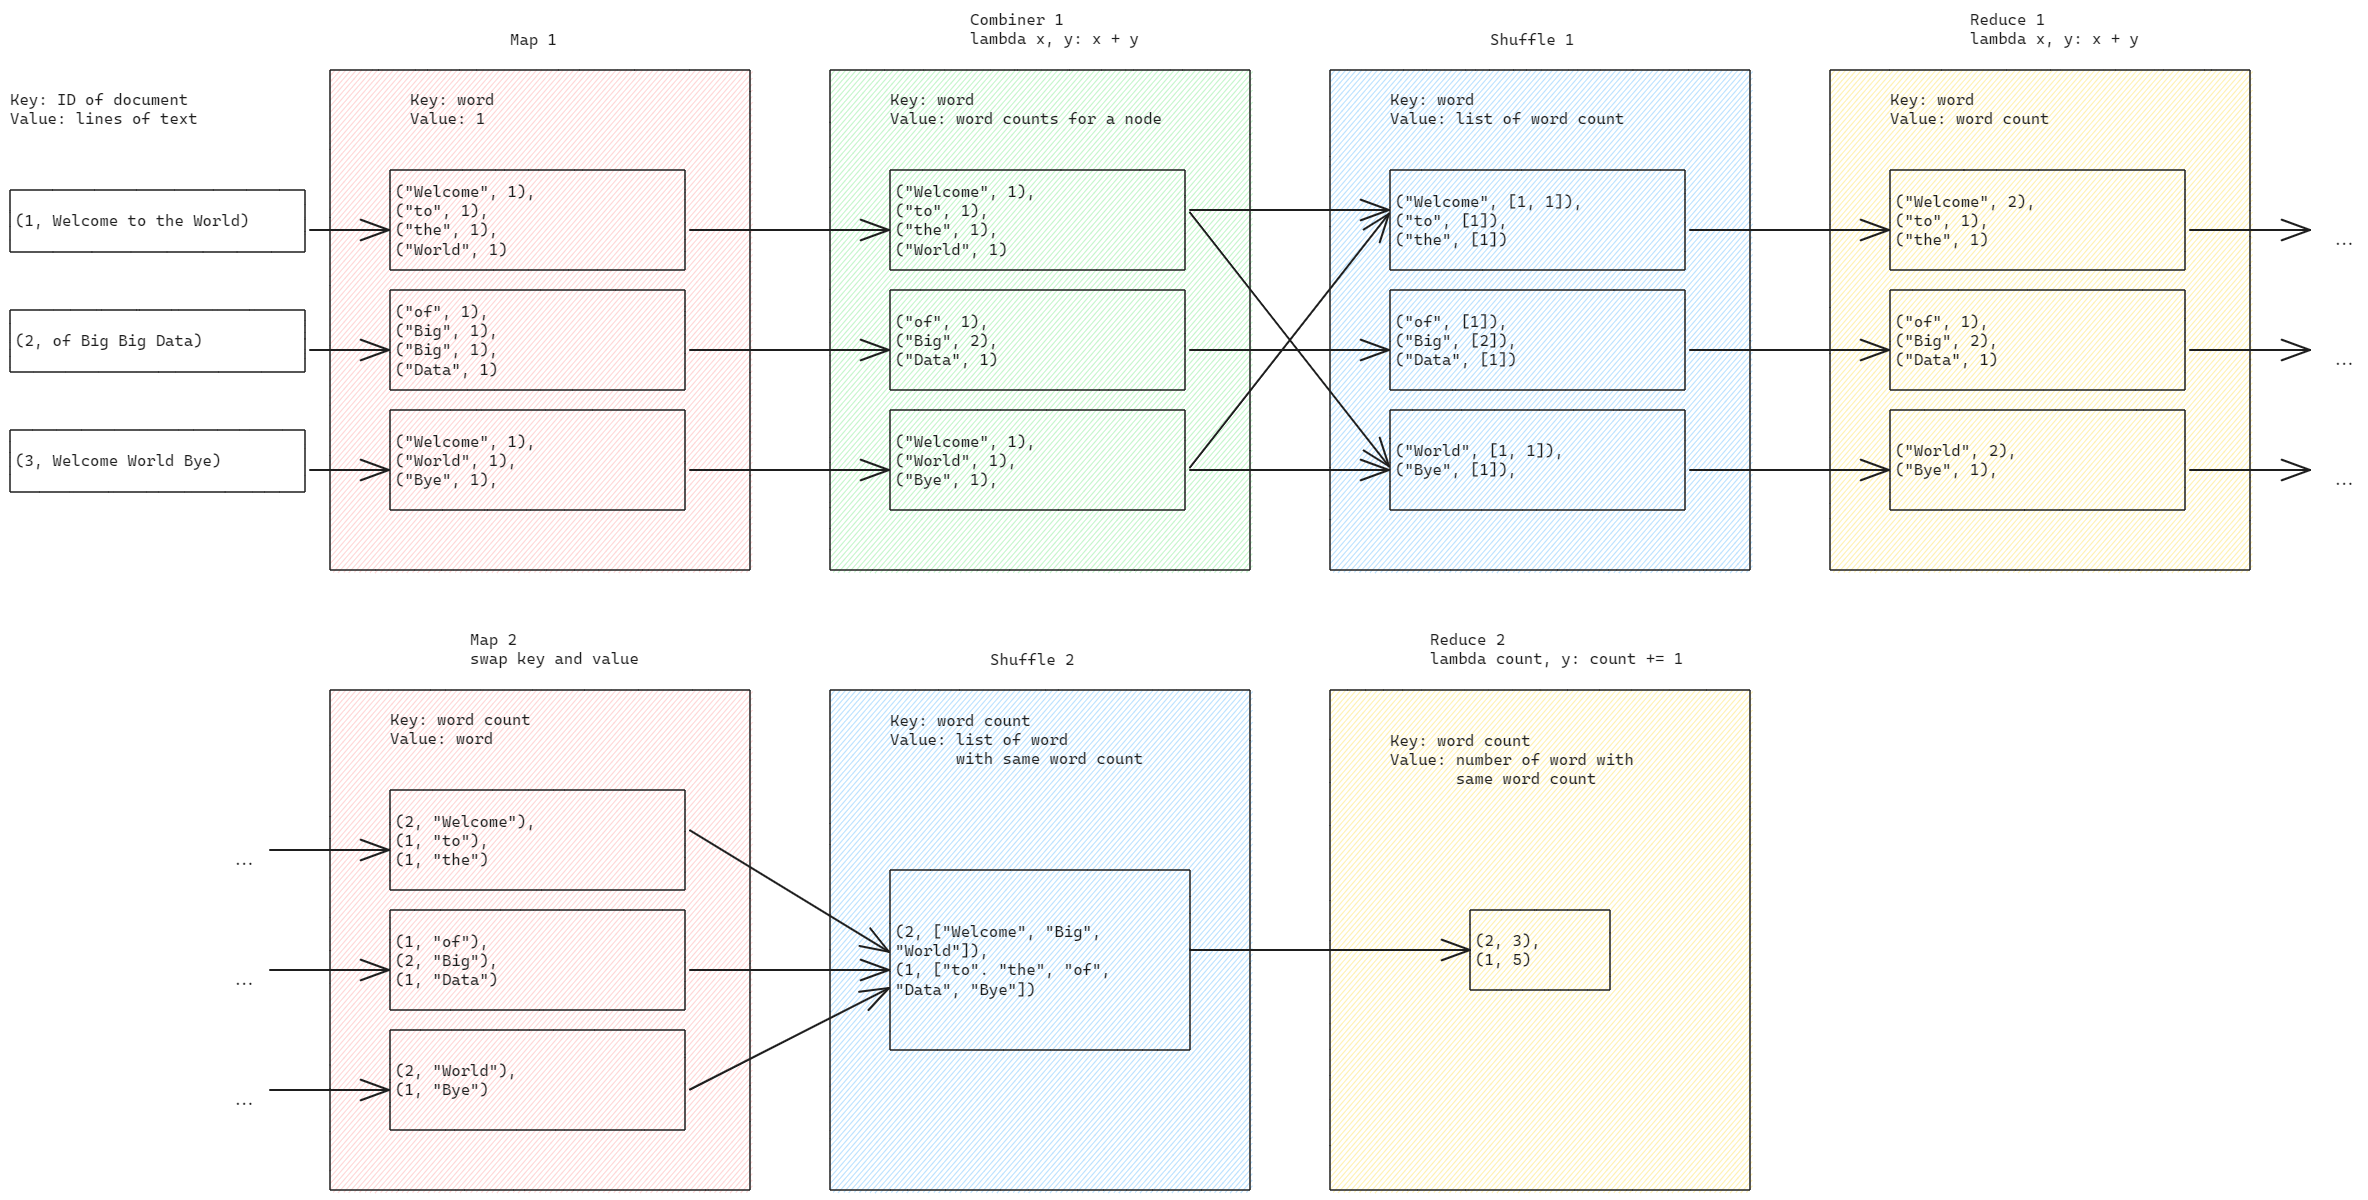 Map 1
Combiner 1
lambda x, y: x + y
Shuffle 1
Reduce 1
lambda x, y: x + y
Key: ID of document
Value: lines of text
(1, Welcome to the World)
(2, of Big Big Data)
(3, Welcome World Bye)
Key: word
Value: 1
("Welcome", 1),
("to", 1),
("the", 1),
("World", 1)
("of", 1),
("Big", 1),
("Big", 1),
("Data", 1)
("Welcome", 1),
("World", 1),
("Bye", 1),
Key: word
Value: word counts for a node
("Welcome", 1),
("to", 1),
("the", 1),
("World", 1)
("of", 1),
("Big", 2),
("Data", 1)
("Welcome", 1),
("World", 1),
("Bye", 1),
Key: word
Value: list of word count
("Welcome", [1, 1]),
("to", [1]),
("the", [1])
("of", [1]),
("Big", [2]),
("Data", [1])
("World", [1, 1]),
("Bye", [1]),
Key: word
Value: word count
("Welcome", 2),
("to", 1),
("the", 1)
("of", 1),
("Big", 2),
("Data", 1)
("World", 2),
("Bye", 1),
...
...
...
Map 2
swap key and value
Shuffle 2
Reduce 2
lambda count, y: count += 1
...
...
...
Key: word count
Value: word
(2, "Welcome"),
(1, "to"),
(1, "the")
(1, "of"),
(2, "Big"),
(1, "Data")
(2, "World"),
(1, "Bye")
Key: word count
Value: list of word
with same word count
(2, ["Welcome", "Big",
"World"]),
(1, ["to". "the", "of",
"Data", "Bye"])
Key: word count
Value: number of word with
same word count
(2, 3),
(1, 5)